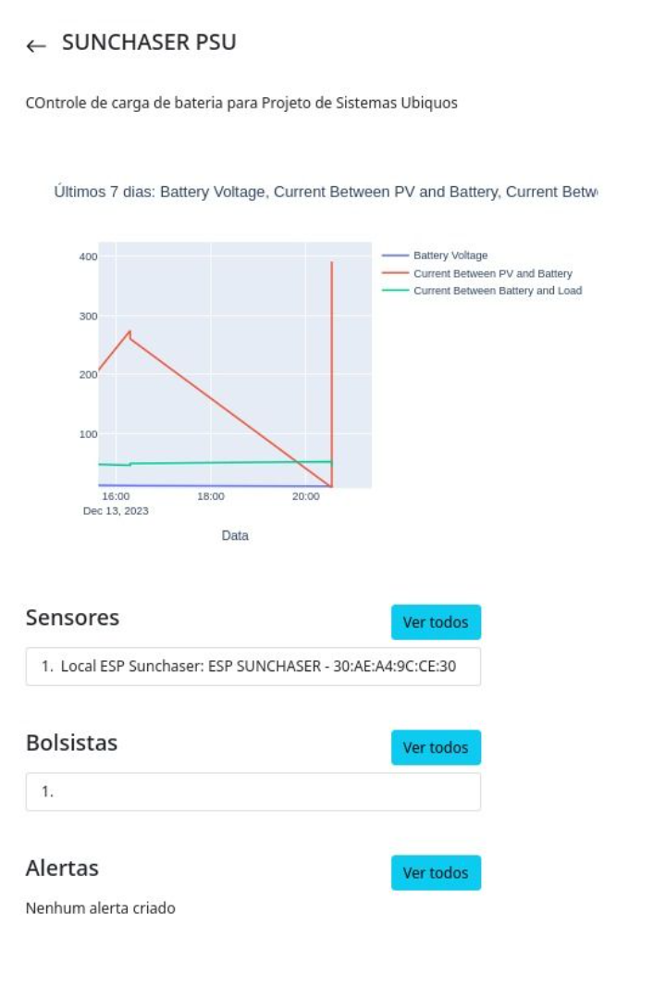 ← SUNCHASER PSU
COntrole de carga de bateria para Projeto de Sistemas Ubiquos
Últimos 7 dias: Battery Voltage, Current Between PV and Battery, Current Betw
400
300
200
100
16:00
18:00
20:00
Dec 13, 2023
Data
Battery Voltage
Current Between PV and Battery
Current Between Battery and Load
Sensores
Ver todos
1. Local ESP Sunchaser: ESP SUNCHASER - 30:AE:A4:9C:CE:30
Bolsistas
Ver todos
1.
Alertas
Ver todos
Nenhum alerta criado